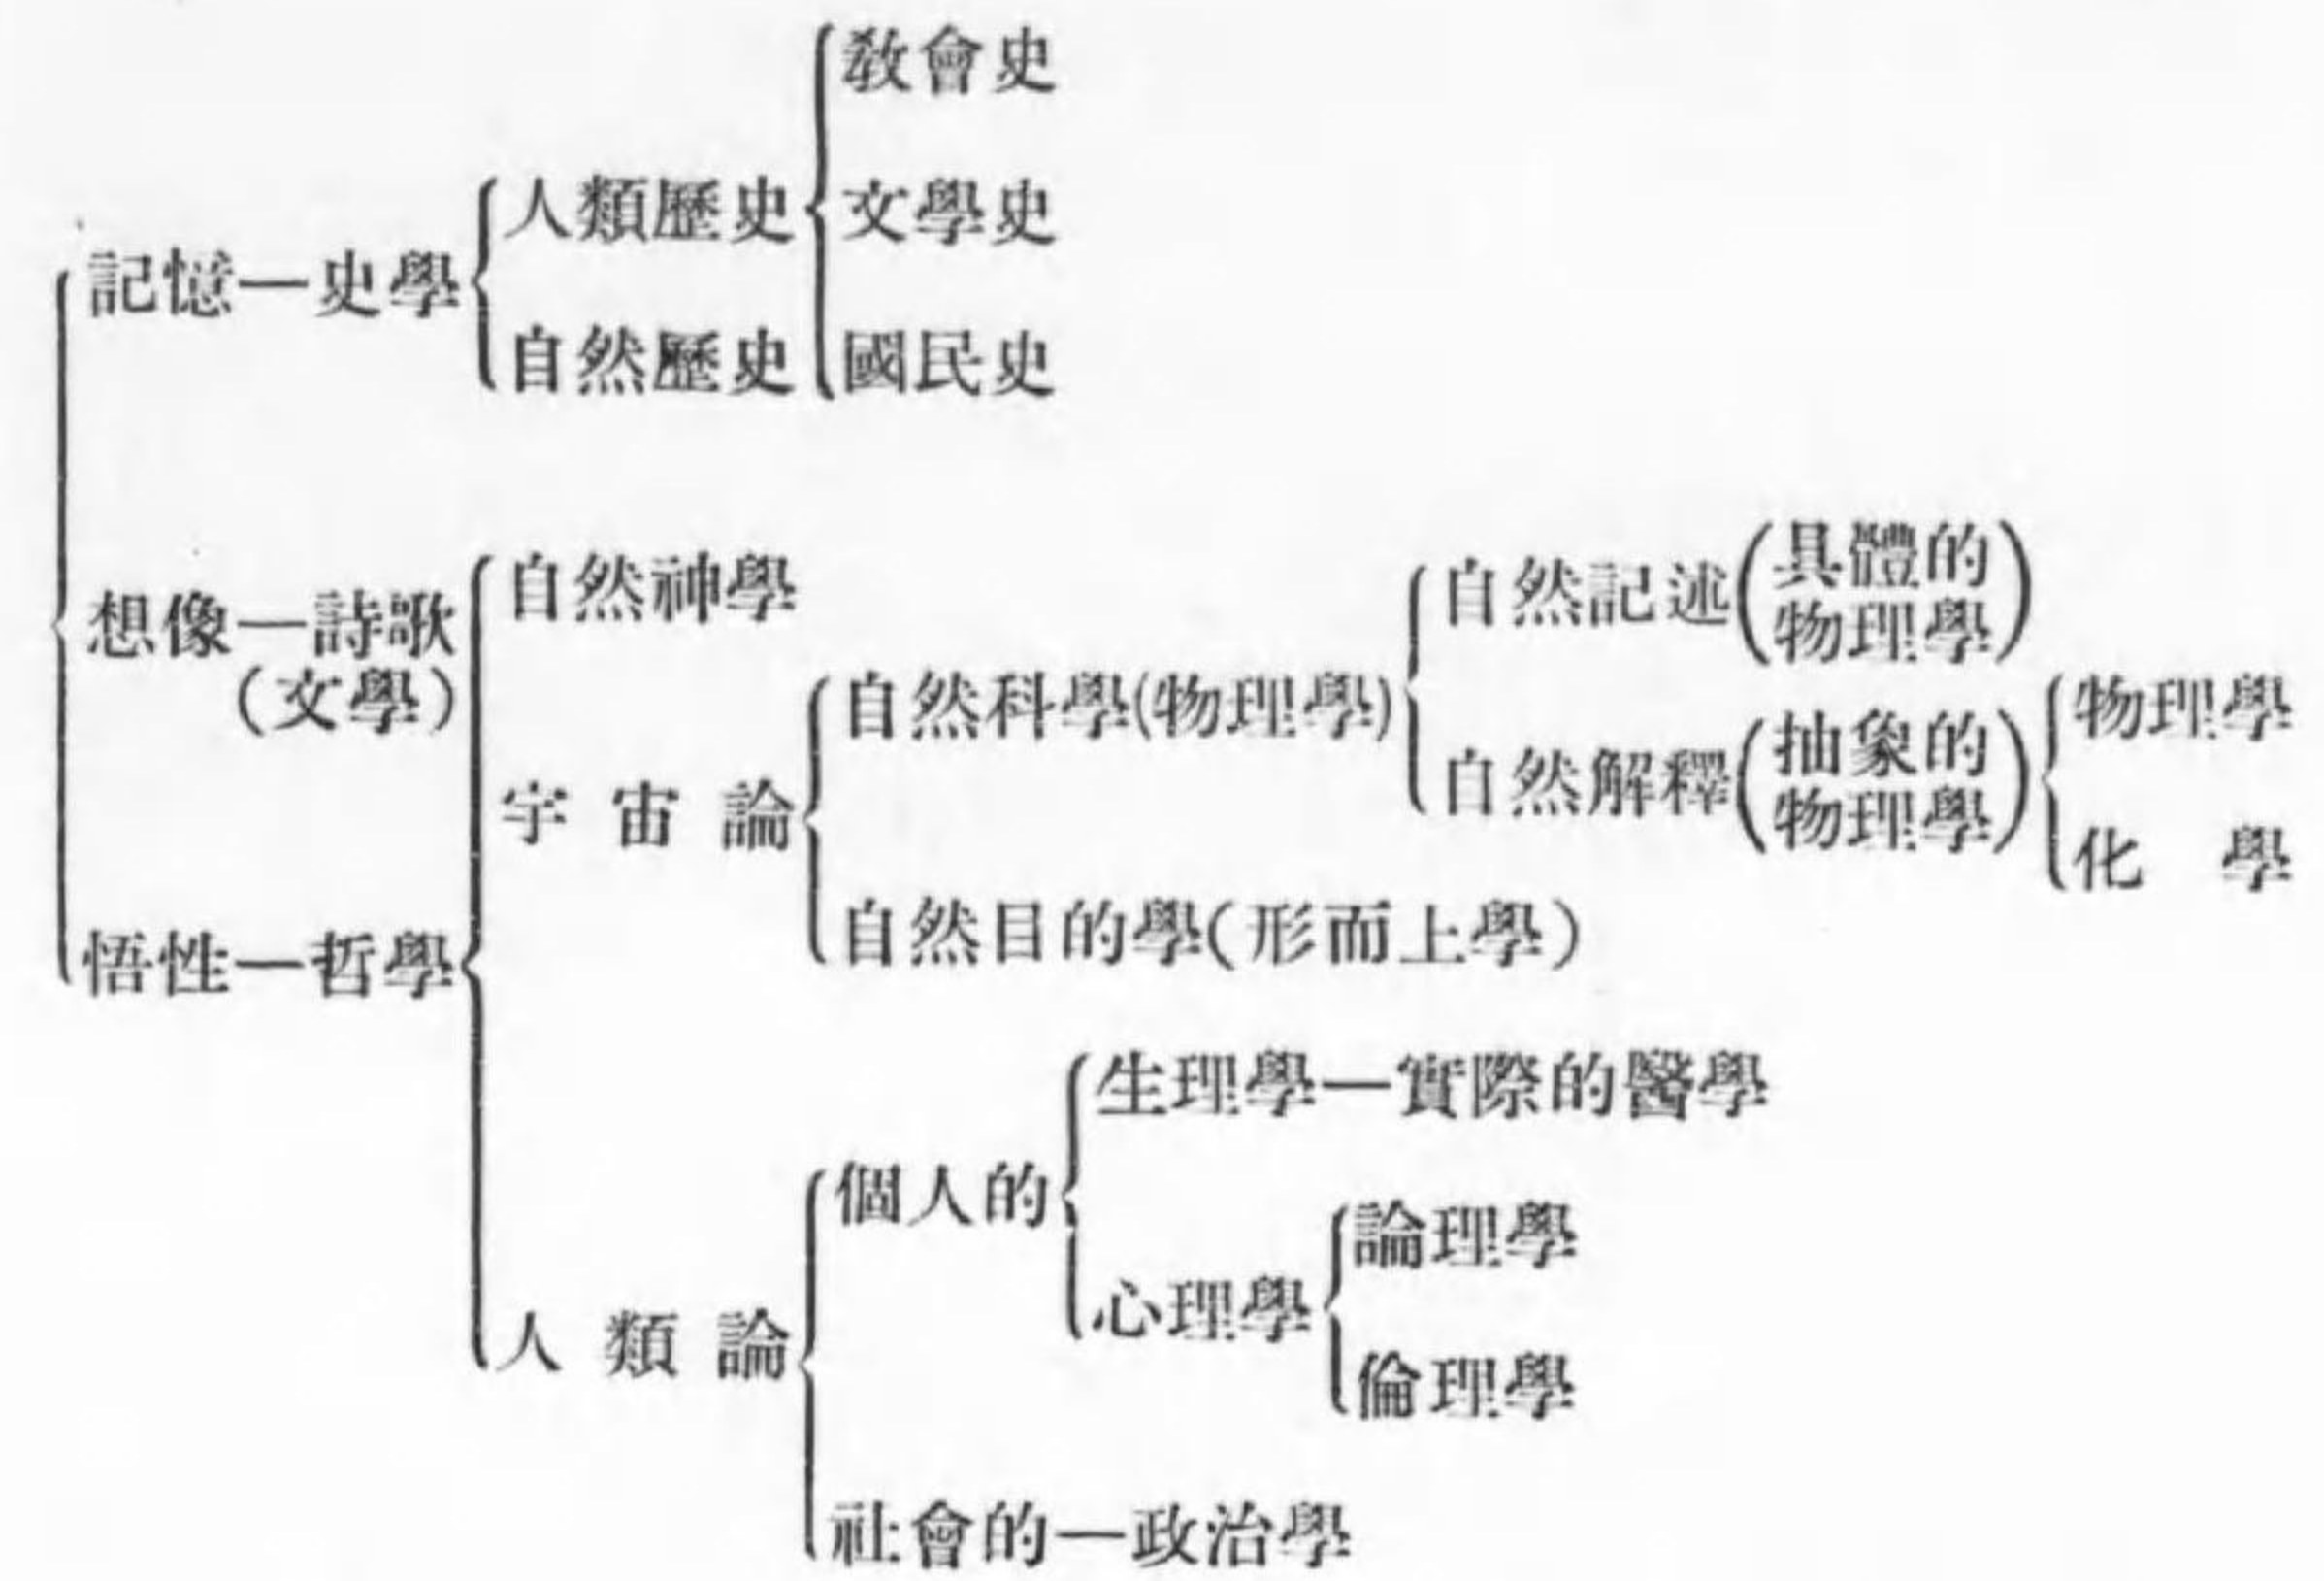 記憶—史學
人類歷史
教會史
文學史
國民史
自然歷史
想像—詩歌
(文學)
悟性—哲學
自然神學
宇宙論
自然科學(物理學)
自然記述(具體的
物理學)
自然解釋(抽象的
物理學)
物理學
化學
自然目的學(形而上學)
人類論
個人的
生理學—實際的醫學
心理學
論理學
倫理學
社會的—政治學